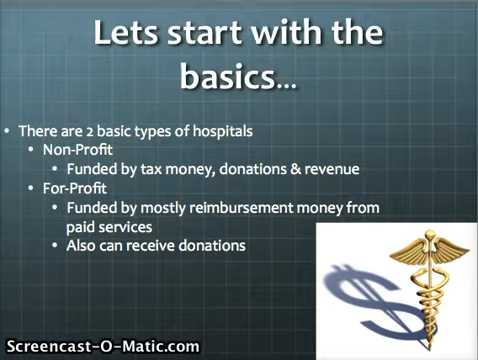 Lets start with the
basics...
• There are 2 basic types of hospitals
• Non-Profit
• Funded by tax money, donations & revenue
• For-Profit
• Funded by mostly reimbursement money from
paid services
• Also can receive donations
Screencast-O-Matic.com